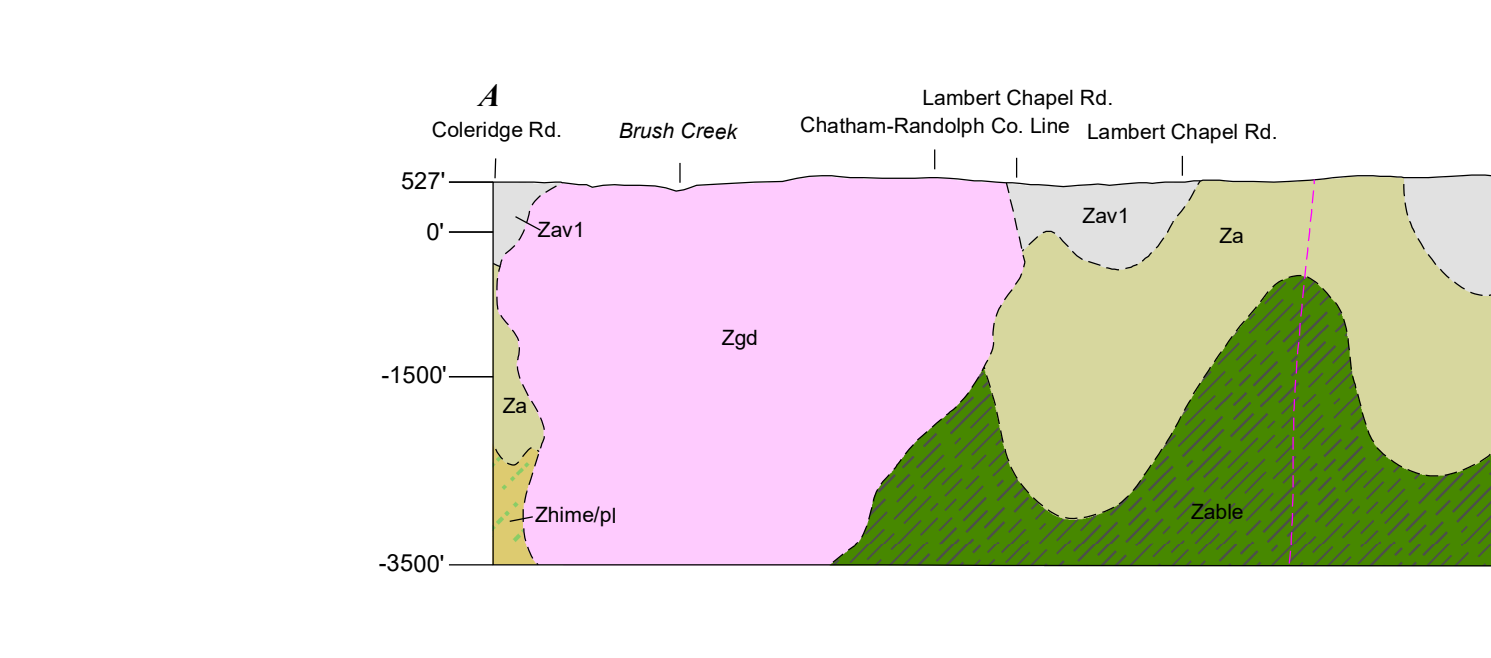 A
Lambert Chapel Rd.
Coleridge Rd.
Brush Creek
Chatham-Randolph Co. Line
Lambert Chapel Rd.
527'
Zav1
Zav1
0'
Za
Zgd
-1500'
Za
Zable
Zhime/pl
-3500'